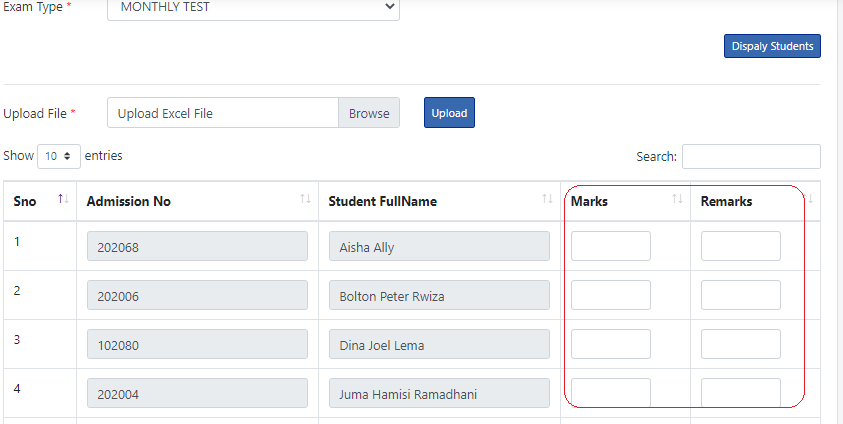 Exam Type * MONTHLY TEST
Dispaly Students
Upload File * Upload Excel File Browse Upload
Show 10 entries Search:
Sno Admission No Student FullName Marks Remarks
1 202068 Aisha Ally
2 202006 Bolton Peter Rwiza
3 102080 Dina Joel Lema
4 202004 Juma Hamisi Ramadhani